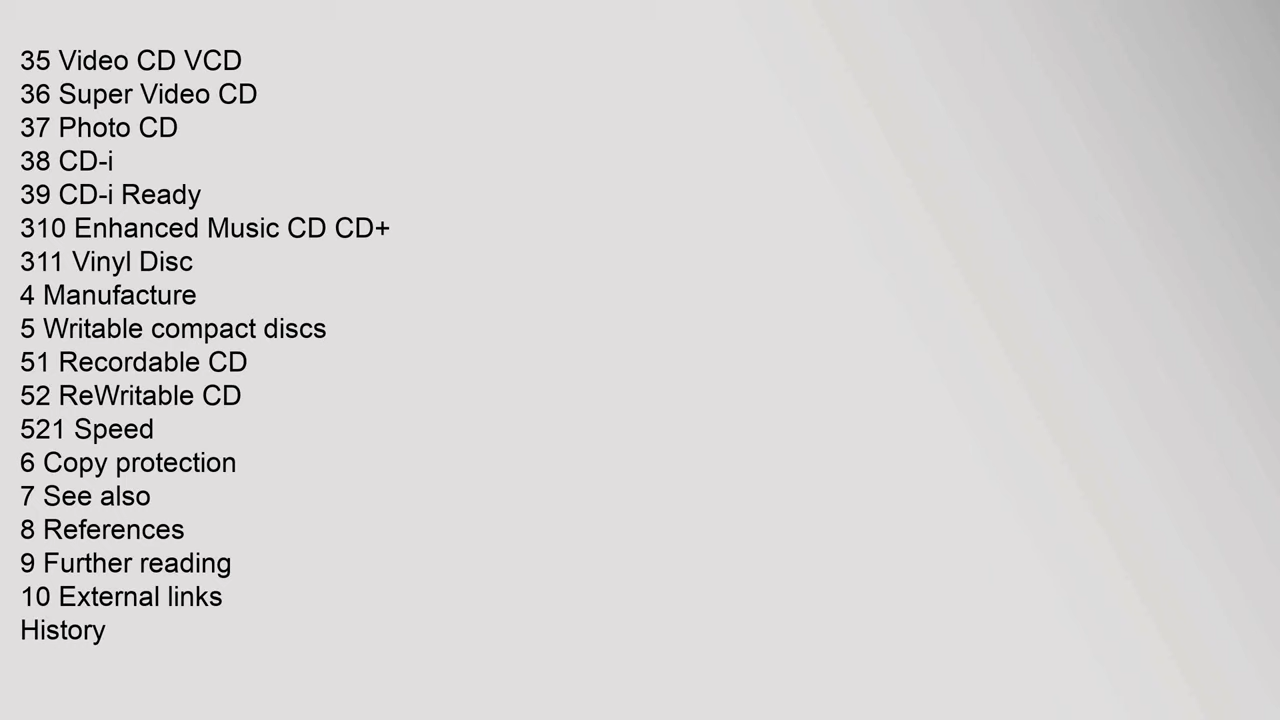 35 Video CD VCD
36 Super Video CD
37 Photo CD
38 CD-i
39 CD-i Ready
310 Enhanced Music CD CD+
311 Vinyl Disc
4 Manufacture
5 Writable compact discs
51 Recordable CD
52 ReWritable CD
521 Speed
6 Copy protection
7 See also
8 References
9 Further reading
10 External links
History